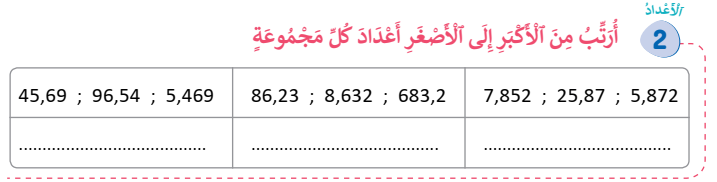 ٱلْأَعْدادُ
2 أُرَتِّبُ مِنَ ٱلْأَكْبَرِ إِلَى ٱلْأَصْغَرِ أَعْدَادَ كُلِّ مَجْمُوعَةٍ
45,69 ; 96,54 ; 5,469 86,23 ; 8,632 ; 683,2 7,852 ; 25,87 ; 5,872
........................................ ........................................ ........................................